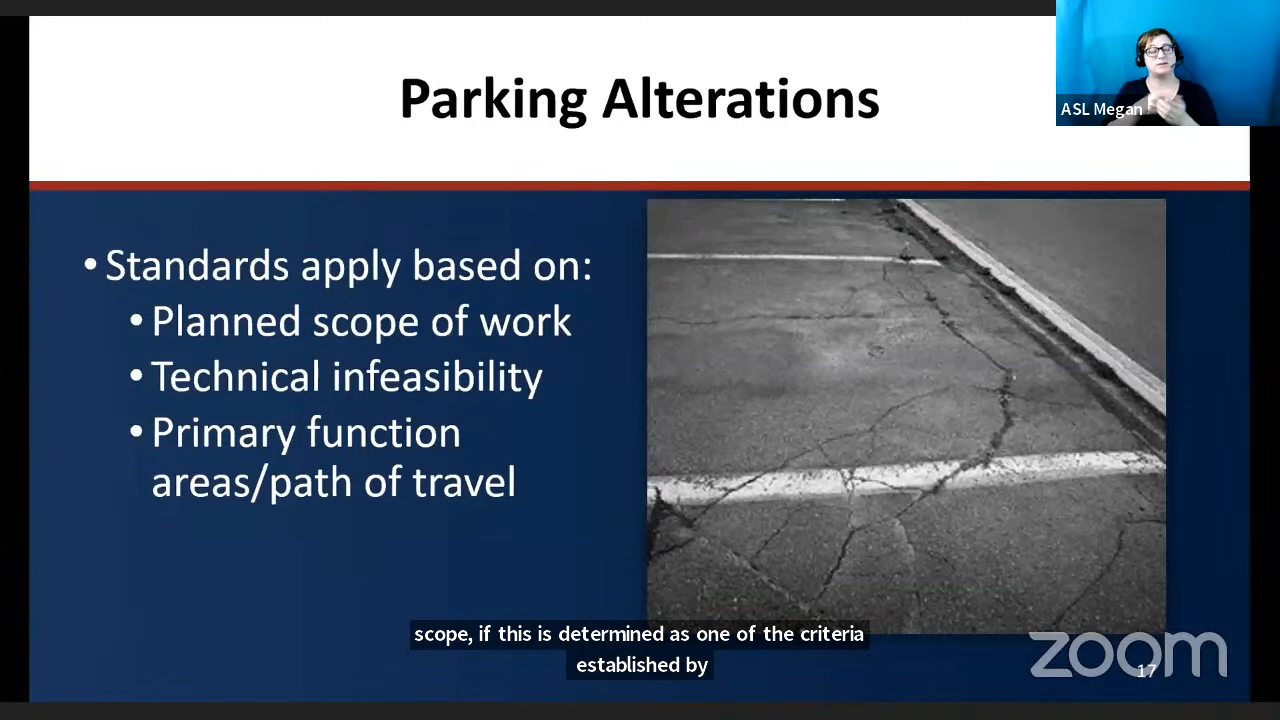 Parking Alterations
ASL Megan
• Standards apply based on:
• Planned scope of work
• Technical infeasibility
• Primary function
areas/path of travel
scope, if this is determined as one of the criteria
established by
zoom
17